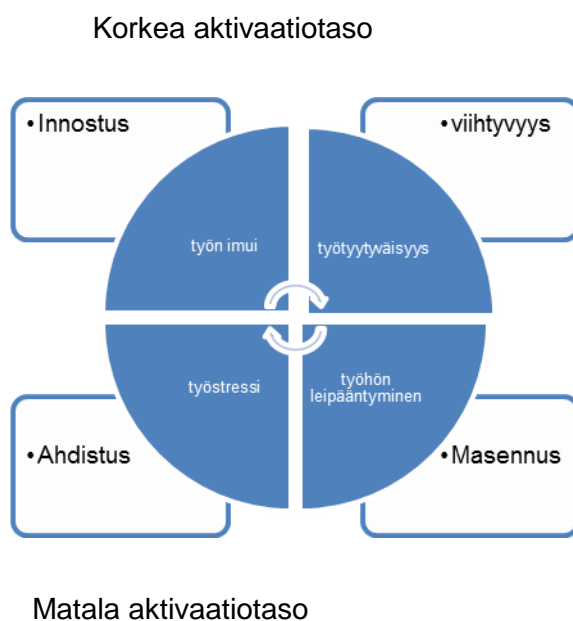 Korkea aktivaatiotaso
•Innostus
•viihtyvyys
työn imui
työtyytyväisyys
työstressi
työhön
leipääntyminen
•Ahdistus
•Masennus
Matala aktivaatiotaso